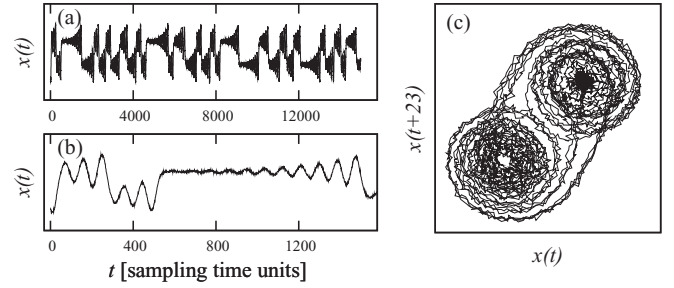 (a)
x(t)
0
4000
8000
12000
(b)
x(t)
0
400
800
1200
t [sampling time units]
(c)
x(t+23)
x(t)